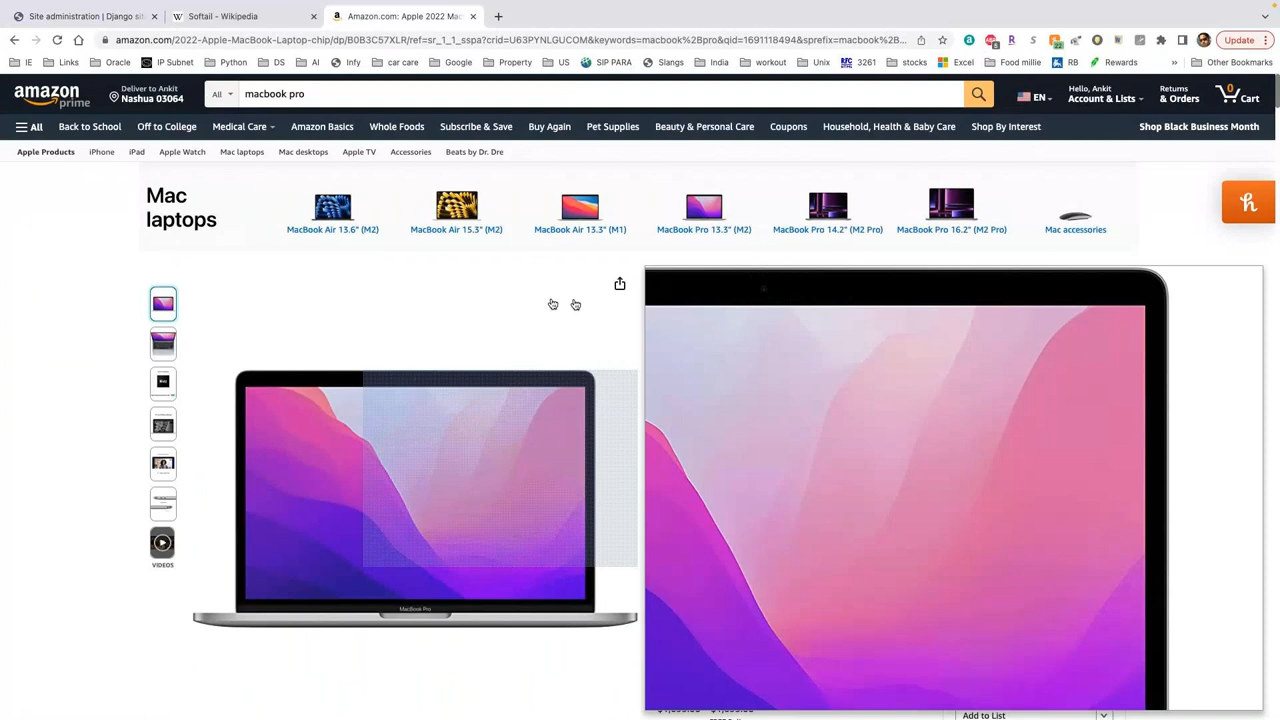 Site administration | Django sit
Softail - Wikipedia
Amazon.com: Apple 2022 Mac
amazon.com/2022-Apple-MacBook-Laptop-chip/dp/B0B3C57XLR/ref=sr_1_1_sspa?crid=U63PYNLGUCOM&keywords=macbook%2Bpro&qid=1691118494&sprefix=macbook%2B...
Update
IE Links Oracle IP Subnet Python DS AI Infy car care Google Property US SIP PARA Slangs India workout Unix RFC 3261 stocks Excel Food millie RB Rewards » Other Bookmarks
amazon prime
Deliver to Ankit
Nashua 03064
All
macbook pro
EN
Hello, Ankit
Account & Lists
Returns
& Orders
0
Cart
All Back to School Off to College Medical Care Amazon Basics Whole Foods Subscribe & Save Buy Again Pet Supplies Beauty & Personal Care Coupons Household, Health & Baby Care Shop By Interest Shop Black Business Month
Apple Products iPhone iPad Apple Watch Mac laptops Mac desktops Apple TV Accessories Beats by Dr. Dre
Mac
laptops
MacBook Air 13.6" (M2) MacBook Air 15.3" (M2) MacBook Air 13.3" (M1) MacBook Pro 13.3" (M2) MacBook Pro 14.2" (M2 Pro) MacBook Pro 16.2" (M2 Pro) Mac accessories
h
MacBook Pro
VIDEOS
Add to List